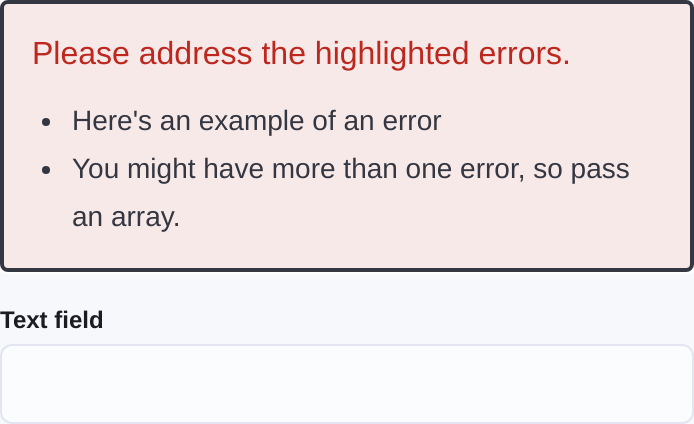 Please address the highlighted errors.
Here's an example of an error
You might have more than one error, so pass
an array.
Text field